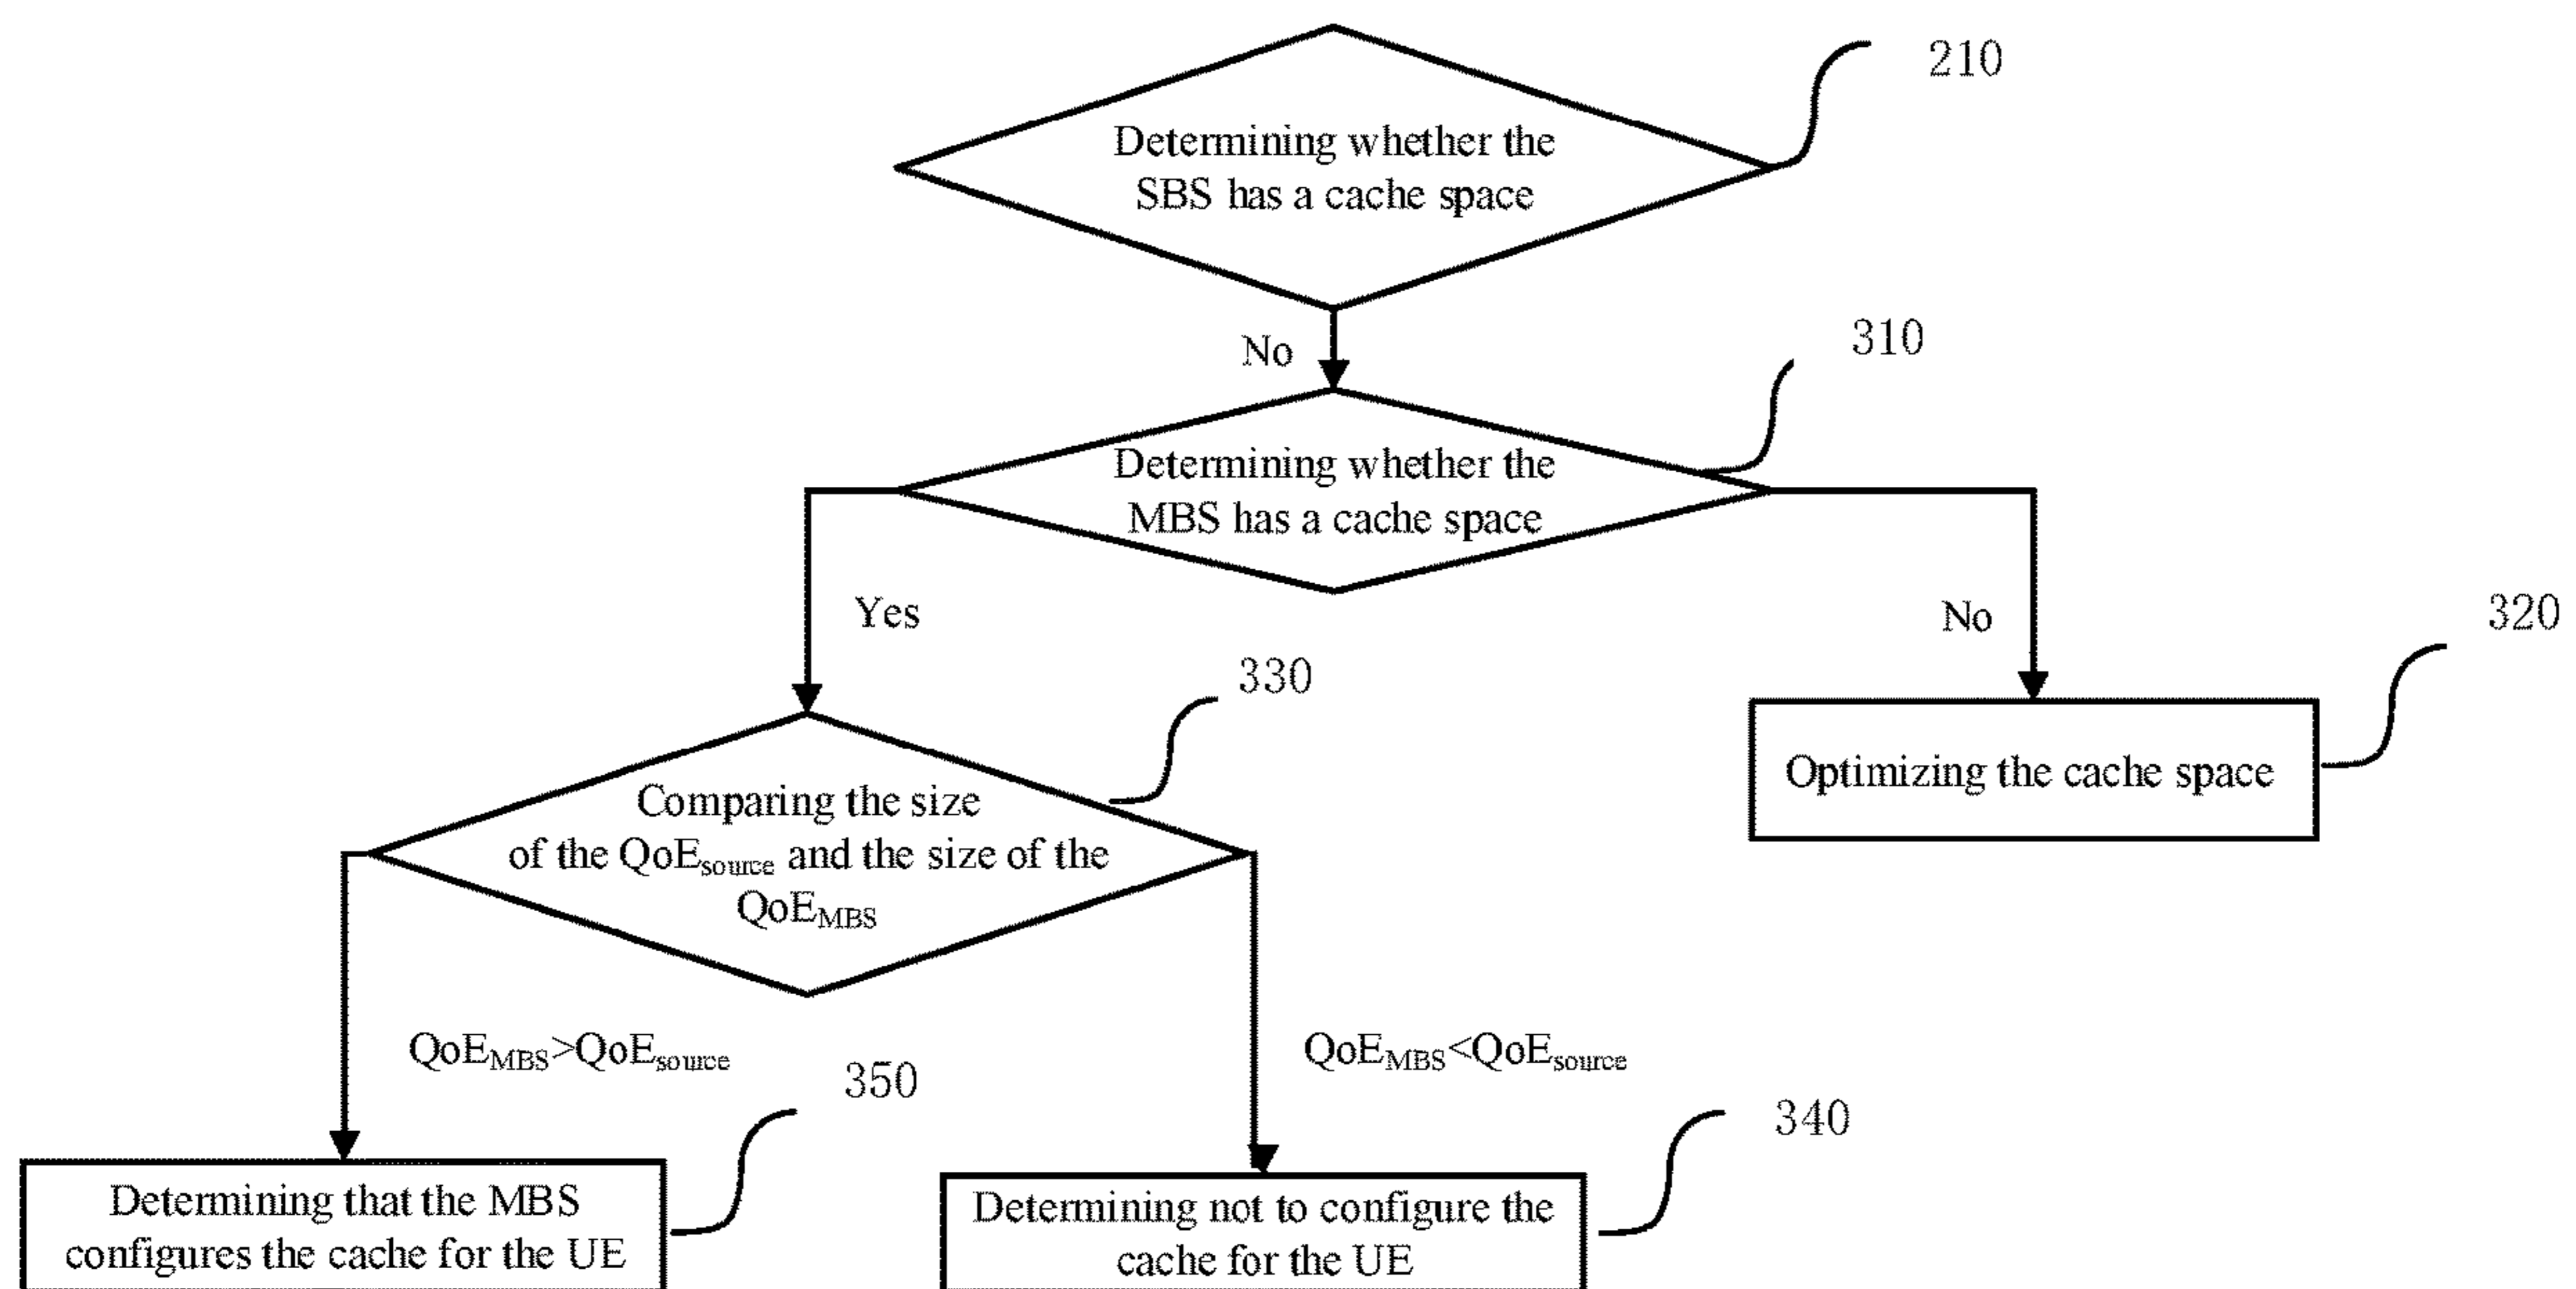 210
Determining whether the
SBS has a cache space
No
310
Determining whether the
MBS has a cache space
Yes
No
320
330
Optimizing the cache space
Comparing the size
of the QoEsource and the size of the
QoEMBS
QoEMBS>QoEsource
QoEMBS<QoEsource
350
340
Determining that the MBS
configures the cache for the UE
Determining not to configure the
cache for the UE